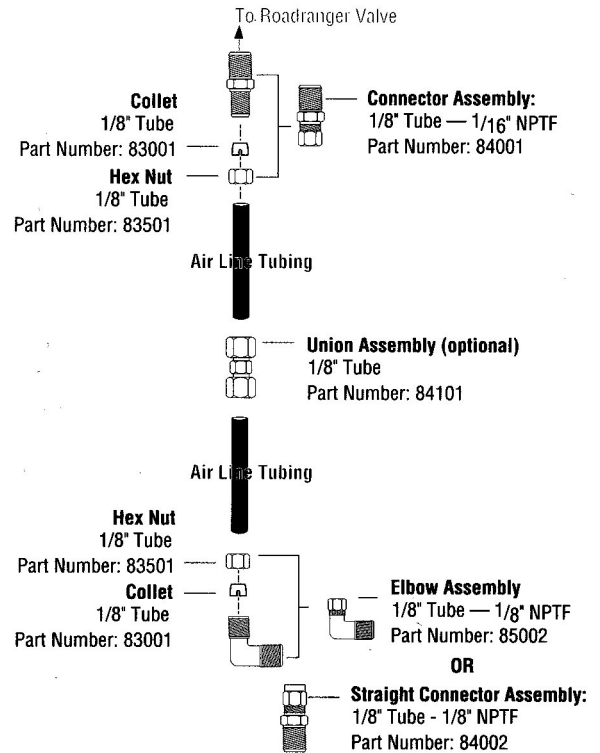 To Roadranger Valve
Collet
1/8" Tube
Part Number: 83001
Hex Nut
1/8" Tube
Part Number: 83501
Connector Assembly:
1/8" Tube — 1/16" NPTF
Part Number: 84001
Air Line Tubing
Union Assembly (optional)
1/8" Tube
Part Number: 84101
Air Line Tubing
Hex Nut
1/8" Tube
Part Number: 83501
Collet
1/8" Tube
Part Number: 83001
Elbow Assembly
1/8" Tube — 1/8" NPTF
Part Number: 85002
OR
Straight Connector Assembly:
1/8" Tube - 1/8" NPTF
Part Number: 84002